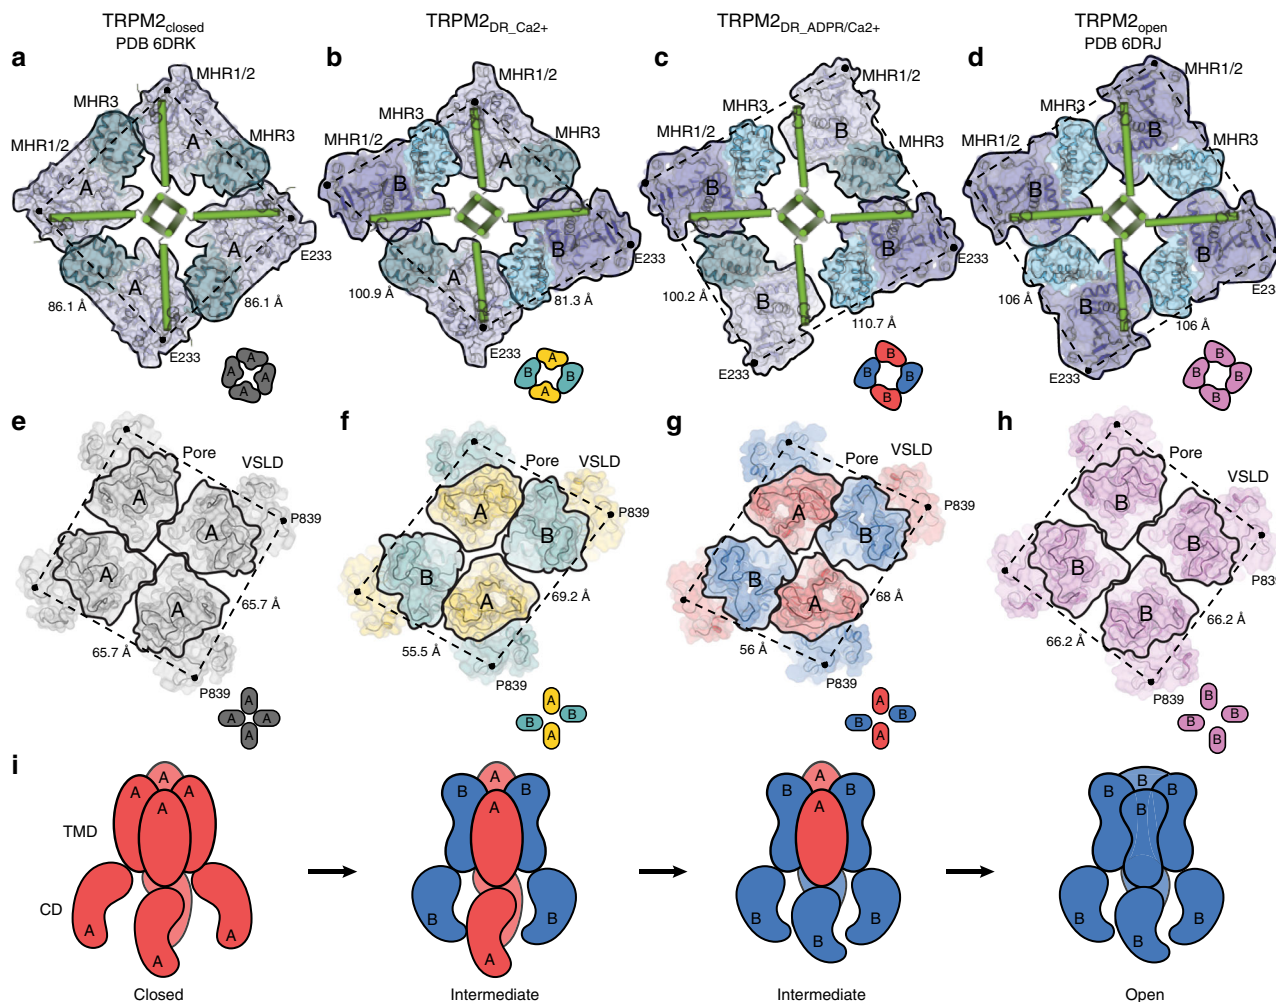 TRPM2closed
PDB 6DRK
TRPM2DR_Ca2+
TRPM2DR_ADPR/Ca2+
TRPM2open
PDB 6DRJ
a
MHR1/2
MHR3
MHR1/2
MHR3
A
A
A
A
E233
86.1 Å
86.1 Å
E233
A
A
A
A
b
MHR1/2
MHR3
MHR1/2
MHR3
A
B
B
A
E233
100.9 Å
81.3 Å
E233
A
B
B
A
c
MHR1/2
MHR3
MHR1/2
MHR3
B
B
B
B
E233
100.2 Å
110.7 Å
E233
B
B
B
B
d
MHR1/2
MHR3
MHR1/2
MHR3
B
B
B
B
E23
106 Å
106 Å
E233
B
B
B
B
e
Pore
VSLD
A
A
A
A
P839
65.7 Å
65.7 Å
P839
A
A
A
A
f
Pore
VSLD
A
B
B
A
P839
69.2 Å
55.5 Å
P839
A
B
B
A
g
Pore
VSLD
A
B
B
A
P839
68 Å
56 Å
P839
A
B
B
A
h
Pore
VSLD
B
B
B
B
P839
66.2 Å
66.2 Å
P839
B
B
B
B
i
TMD
CD
A
A
A
A
A
A
A
Closed
A
B
A
B
B
A
B
Intermediate
A
B
A
B
B
B
B
Intermediate
B
B
B
B
B
B
B
Open